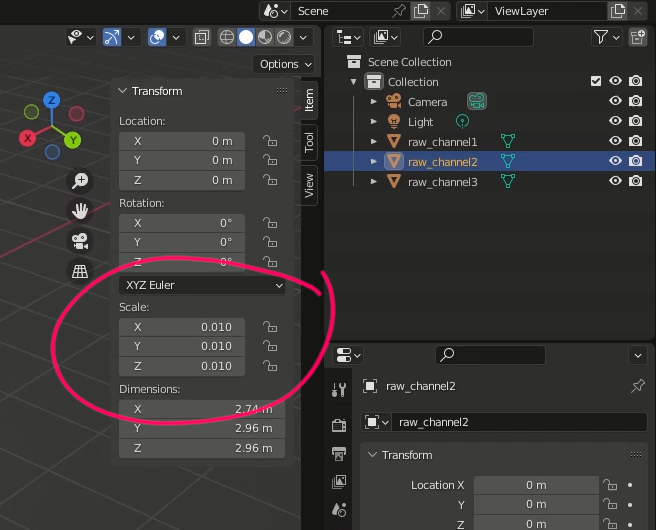 Scene
ViewLayer
Options
Transform
Location:
X 0 m
Y 0 m
Z 0 m
Rotation:
X 0°
Y 0°
Z 0°
XYZ Euler
Scale:
X 0.010
Y 0.010
Z 0.010
Dimensions:
X 2.74 m
Y 2.96 m
Z 2.96 m
Z
X
Y
Item
Tool
View
Scene Collection
Collection
Camera
Light
raw_channel1
raw_channel2
raw_channel3
raw_channel2
raw_channel2
Transform
Location X 0 m
Y 0 m
Z 0 m